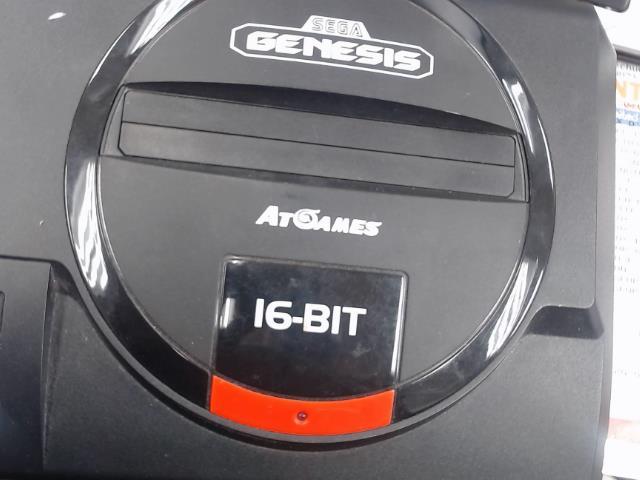 SEGA
GENESIS
ATGAMES
16-BIT